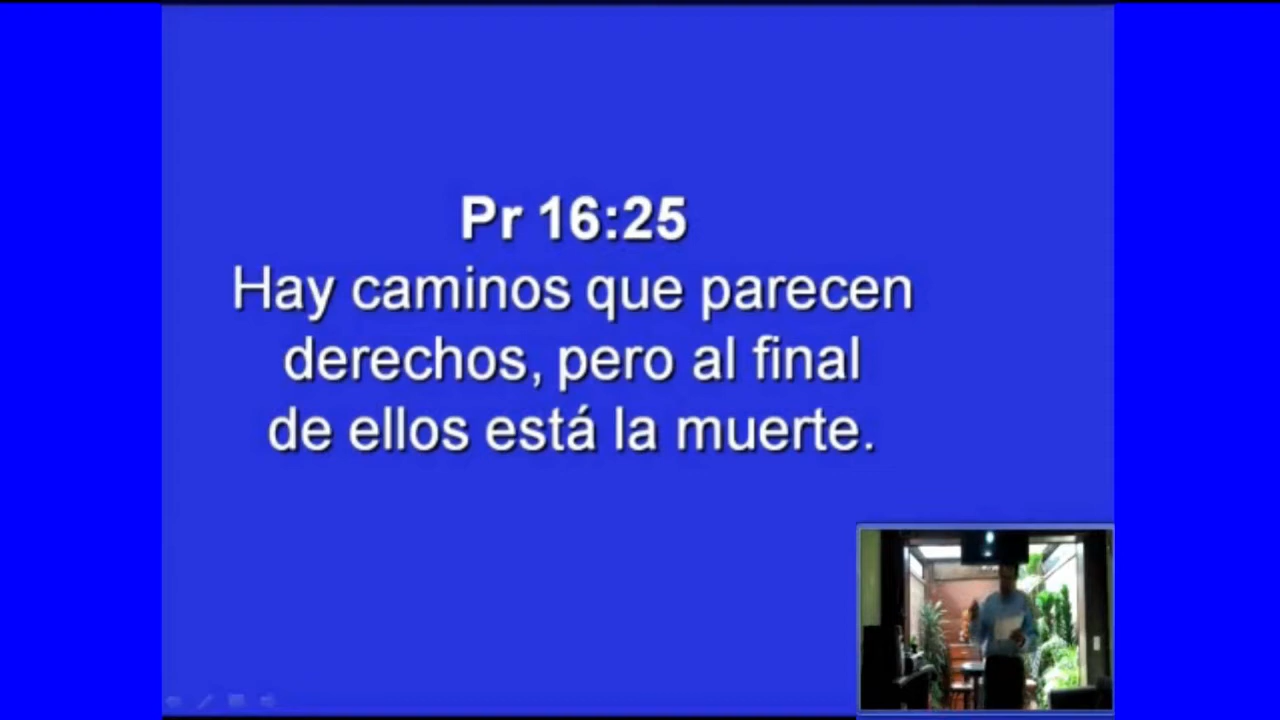 Pr 16:25
Hay caminos que parecen
derechos, pero al final
de ellos está la muerte.